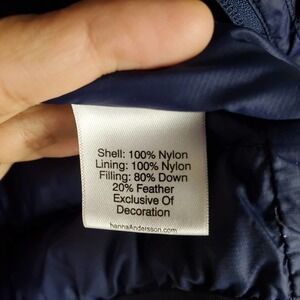 Shell: 100% Nylon
Lining: 100% Nylon
Filling: 80% Down
20% Feather
Exclusive Of
Decoration
hannaAndersson.com